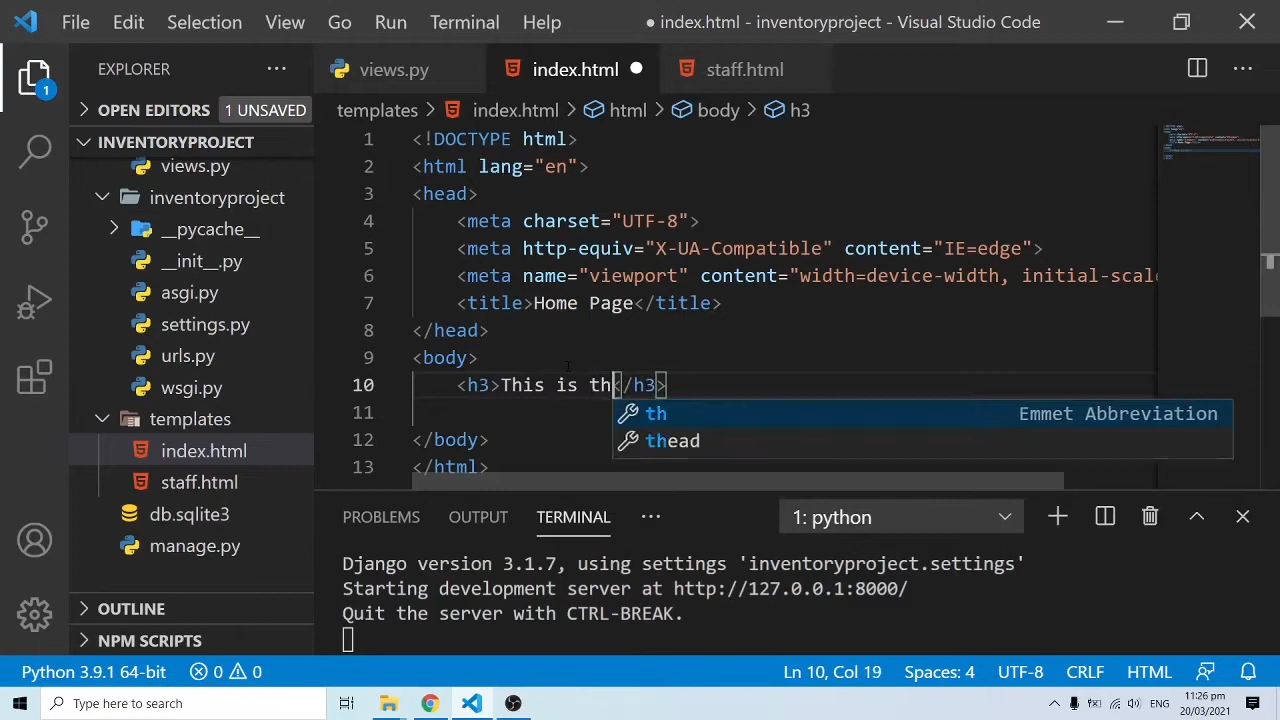 File Edit Selection View Go Run Terminal Help
● index.html - inventoryproject - Visual Studio Code
EXPLORER
views.py
index.html
staff.html
1
OPEN EDITORS 1 UNSAVED
templates > index.html > html > body > h3
INVENTORYPROJECT
views.py
inventoryproject
__pycache__
__init__.py
asgi.py
settings.py
urls.py
wsgi.py
templates
index.html
staff.html
db.sqlite3
manage.py
OUTLINE
NPM SCRIPTS
1 <!DOCTYPE html>
2 <html lang="en">
3 <head>
4 <meta charset="UTF-8">
5 <meta http-equiv="X-UA-Compatible" content="IE=edge">
6 <meta name="viewport" content="width=device-width, initial-scale
7 <title>Home Page</title>
8 </head>
9 <body>
10 <h3>This is th</h3>
11
12 </body>
13 </html>
th Emmet Abbreviation
thead
PROBLEMS OUTPUT TERMINAL ··· 1: python
Django version 3.1.7, using settings 'inventoryproject.settings'
Starting development server at http://127.0.0.1:8000/
Quit the server with CTRL-BREAK.
Python 3.9.1 64-bit 0 0 Ln 10, Col 19 Spaces: 4 UTF-8 CRLF HTML
Type here to search
ENG
11:26 pm
20/03/2021